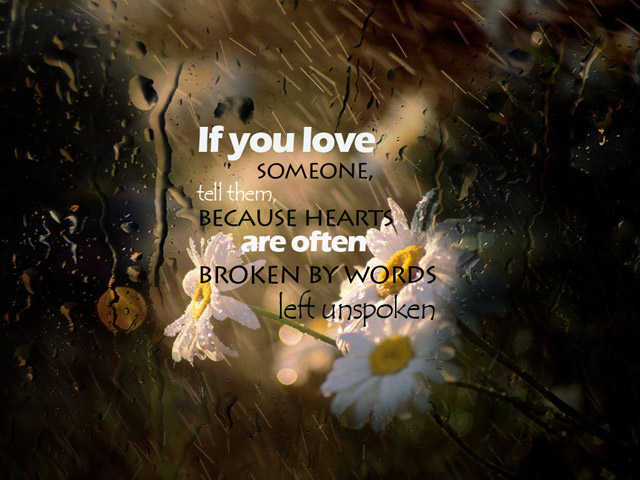 If you love
SOMEONE,
tell them,
BECAUSE HEARTS
are often
BROKEN BY WORDS
left unspoken